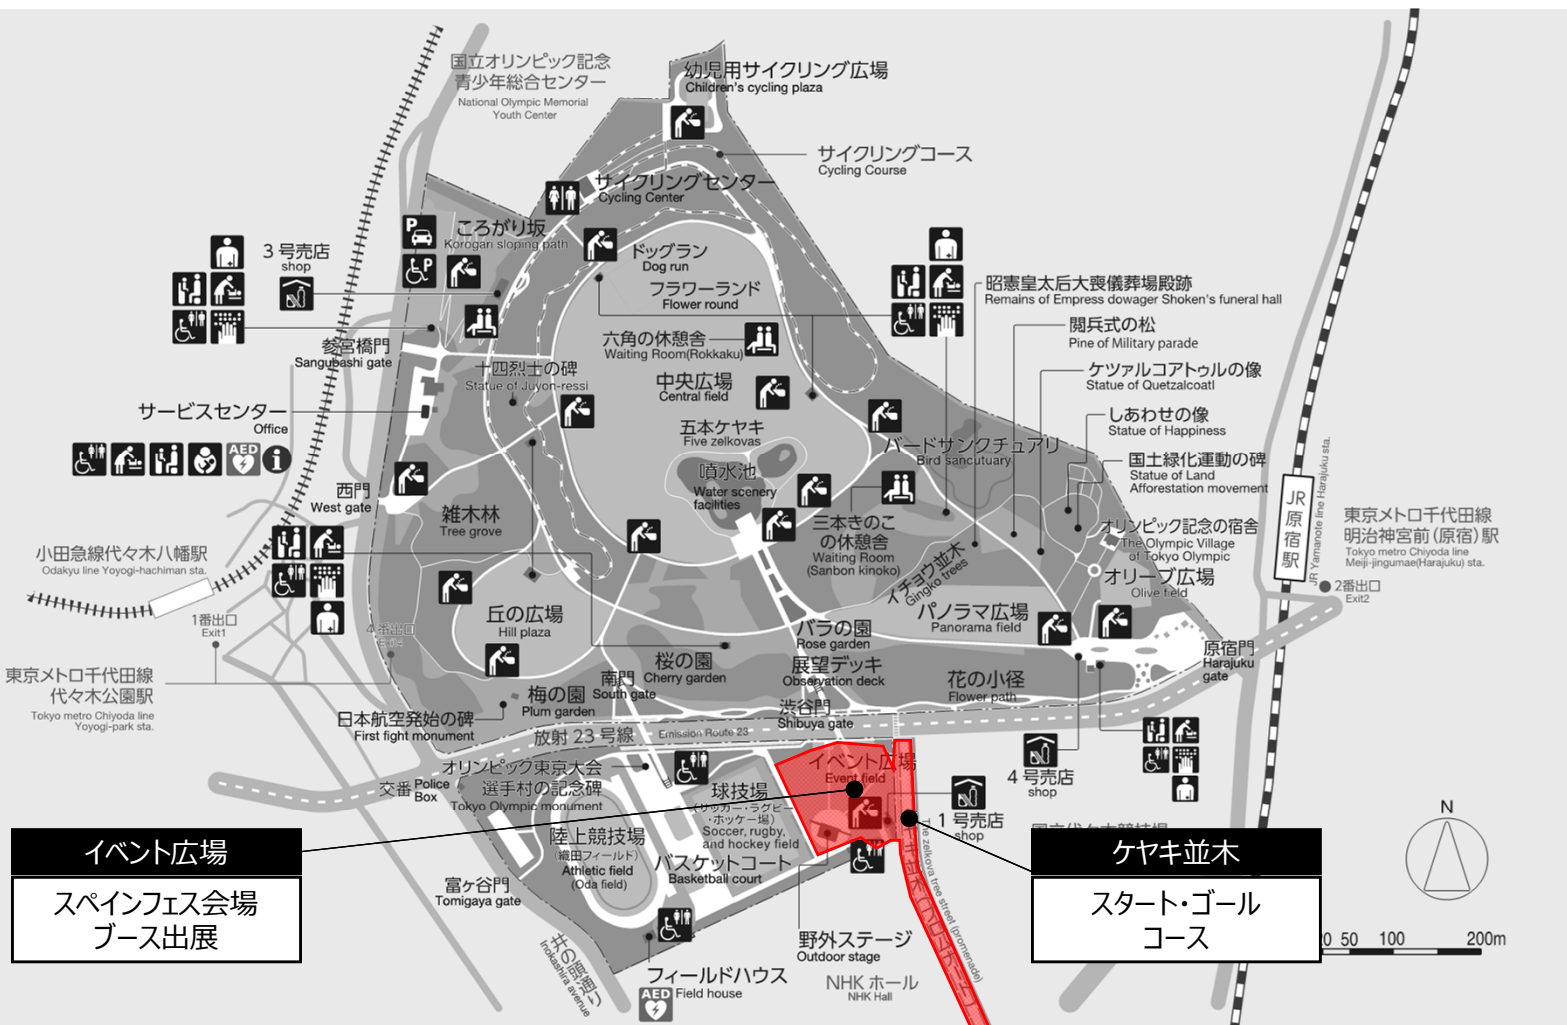 国立オリンピック記念
青少年総合センター
National Olympic Memorial
Youth Center
幼児用サイクリング広場
Children's cycling plaza
サイクリングコース
Cycling Course
サイクリングセンター
Cycling Center
P
ころがり坂
Korogari sloping path
P
3 号売店
shop
ドッグラン
Dog run
フラワーランド
Flower round
昭憲皇太后大喪儀葬場殿跡
Remains of Empress dowager Shoken's funeral hall
閲兵式の松
Pine of Military parade
六角の休憩舎
Waiting Room(Rokkaku)
参宮橋門
Sangubashi gate
十四烈士の碑
Statue of Juyon-ressi
中央広場
Central field
ケツァルコアトゥルの像
Statue of Quetzalcoatl
サービスセンター
Office
AED
i
しあわせの像
Statue of Happiness
五本ケヤキ
Five zelkovas
バードサンクチュアリ
Bird sancutuary
国土緑化運動の碑
Statue of Land
Afforestation movement
噴水池
Water scenery
facilities
西門
West gate
雑木林
Tree grove
三本きのこ
の休憩舎
Waiting Room
(Sanbon kinoko)
イチョウ並木
Gingko trees
オリンピック記念の宿舎
The Olympic Village
of Tokyo Olympic
JR原宿駅
JR Yamanote line Harajuku sta.
東京メトロ千代田線
明治神宮前(原宿)駅
Tokyo metro Chiyoda line
Meiji-jingumae(Harajuku) sta.
2番出口
Exit2
小田急線代々木八幡駅
Odakyu line Yoyogi-hachiman sta.
オリーブ広場
Olive field
1番出口
Exit1
4番出口
丘の広場
Hill plaza
バラの園
Rose garden
パノラマ広場
Panorama field
原宿門
Harajuku
gate
東京メトロ千代田線
代々木公園駅
Tokyo metro Chiyoda line
Yoyogi-park sta.
桜の園
Cherry garden
展望デッキ
Observation deck
花の小径
Flower path
南門
South gate
梅の園
Plum garden
日本航空発始の碑
First fight monument
渋谷門
Shibuya gate
放射 23 号線
Emission Route 23
オリンピック東京大会
選手村の記念碑
Tokyo Olympic monument
交番 Police
Box
イベント広場
Event field
4 号売店
shop
1 号売店
shop
球技場
(サッカー・ラグビー
・ホッケー場)
Soccer, rugby,
and hockey field
陸上競技場
(織田フィールド)
Athletic field
(Oda field)
バスケットコート
Basketball court
富ヶ谷門
Tomigaya gate
井の頭通り
Inokashira avenue
フィールドハウス
Field house
AED
野外ステージ
Outdoor stage
NHK ホール
NHK Hall
The zelkova tree street (promenade)
イベント広場
スペインフェス会場
ブース出展
ケヤキ並木
スタート・ゴール
コース
N
50 100 200m